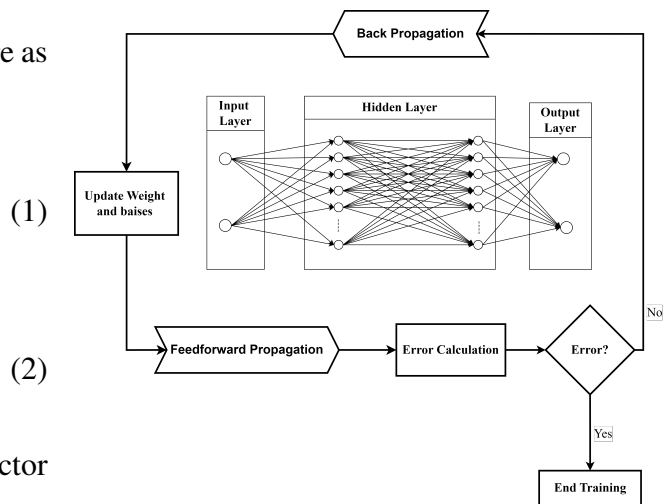 e as
(1)
(2)
ctor
Back Propagation
Input
Layer
Hidden Layer
Output
Layer
Update Weight
and baises
Feedforward Propagation
Error Calculation
Error?
No
Yes
End Training